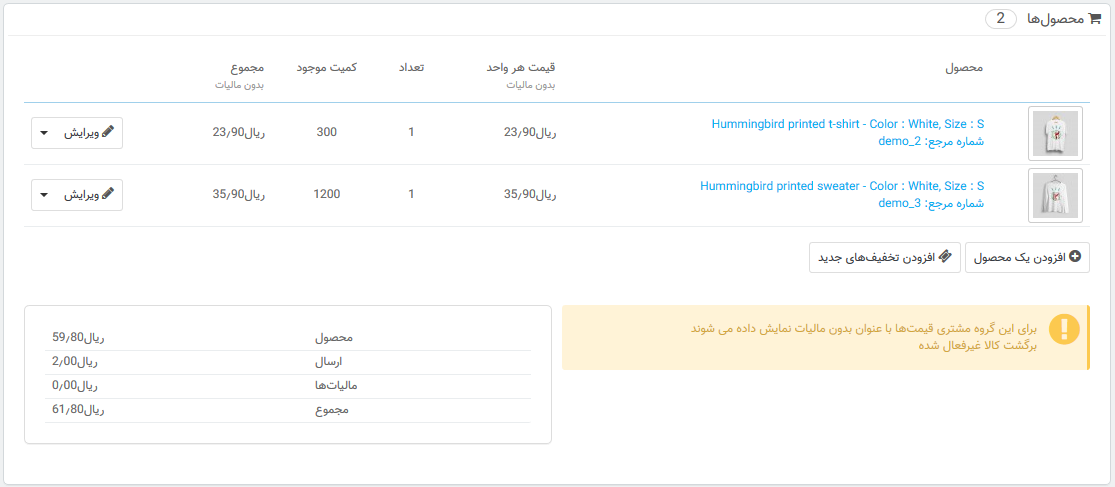 محصول‌ها 2
محصول
قیمت هر واحد
بدون مالیات
تعداد
کمیت موجود
مجموع
بدون مالیات
Hummingbird printed t-shirt - Color : White, Size : S
شماره مرجع: demo_2
ریال23٫90
1
300
ریال23٫90
ویرایش
Hummingbird printed sweater - Color : White, Size : S
شماره مرجع: demo_3
ریال35٫90
1
1200
ریال35٫90
ویرایش
افزودن یک محصول
افزودن تخفیف‌های جدید
برای این گروه مشتری قیمت‌ها با عنوان بدون مالیات نمایش داده می شوند
برگشت کالا غیرفعال شده
محصول ریال59٫80
ارسال ریال2٫00
مالیات‌ها ریال0٫00
مجموع ریال61٫80